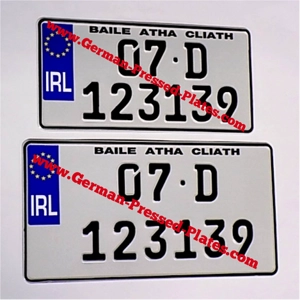 BAILE ATHA CLIATH
07·D
IRL
123139
www.German-Pressed-Plates.com
BAILE ATHA CLIATH
07·D
IRL
123139
www.German-Pressed-Plates.com